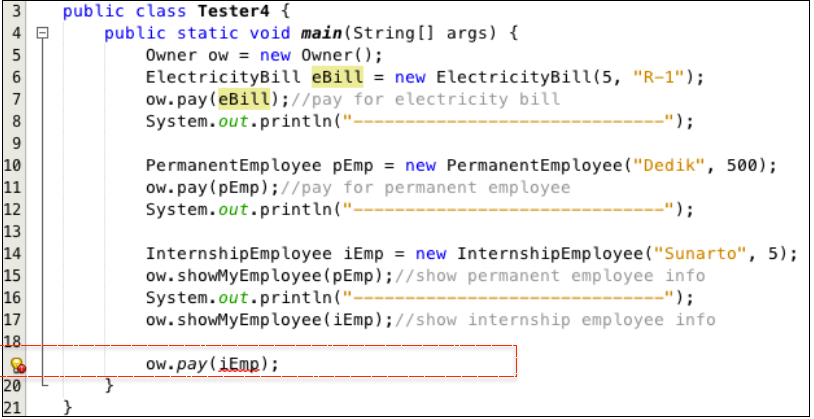 3 public class Tester4 {
4 public static void main(String[] args) {
5 Owner ow = new Owner();
6 ElectricityBill eBill = new ElectricityBill(5, "R-1");
7 ow.pay(eBill);//pay for electricity bill
8 System.out.println("------------------------------");
9
10 PermanentEmployee pEmp = new PermanentEmployee("Dedik", 500);
11 ow.pay(pEmp);//pay for permanent employee
12 System.out.println("------------------------------");
13
14 InternshipEmployee iEmp = new InternshipEmployee("Sunarto", 5);
15 ow.showMyEmployee(pEmp);//show permanent employee info
16 System.out.println("------------------------------");
17 ow.showMyEmployee(iEmp);//show internship employee info
18
ow.pay(iEmp);
20 }
21 }